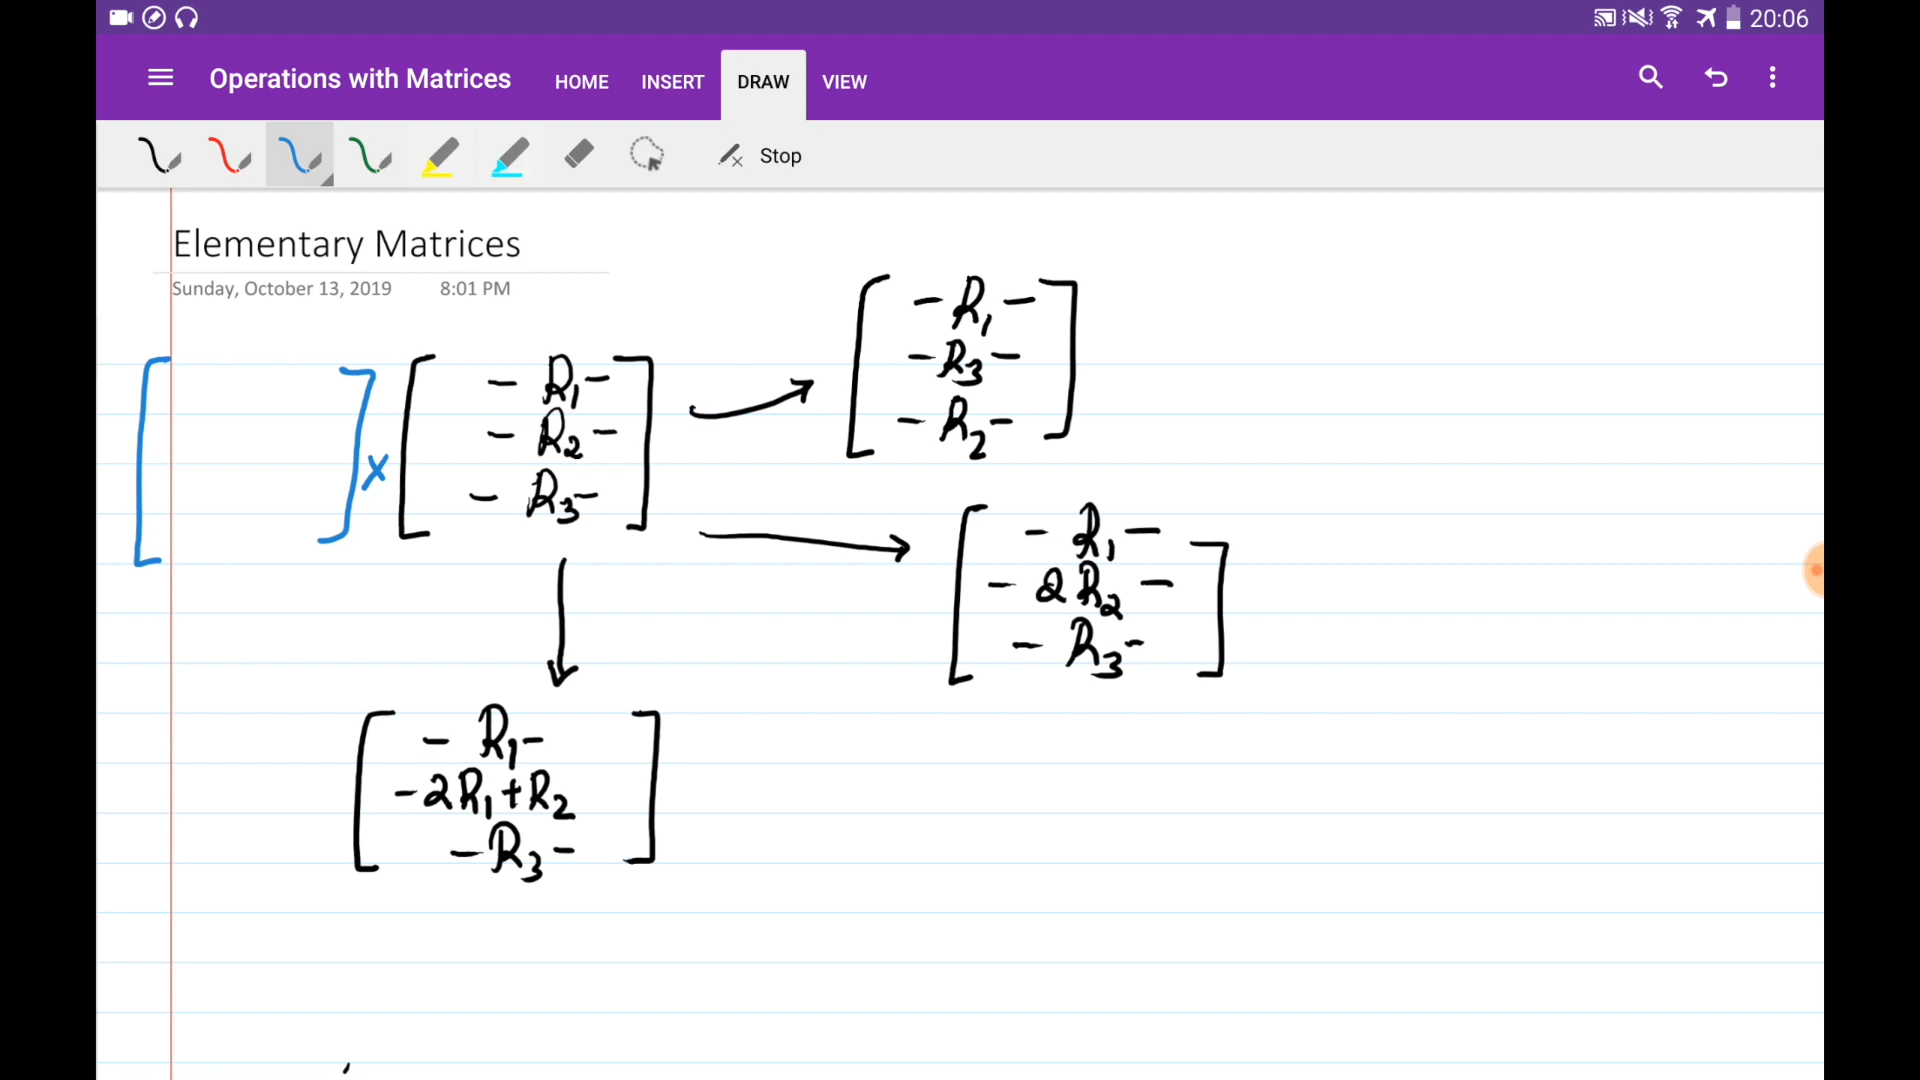 20:06
Operations with Matrices HOME INSERT DRAW VIEW
Stop
Elementary Matrices
Sunday, October 13, 2019 8:01 PM
[ ] x [
- R₁ -
- R₂ -
- R₃ -
]
[
- R₁ -
- R₃ -
- R₂ -
]
[
- R₁ -
- 2R₂ -
- R₃ -
]
[
- R₁ -
-2R₁+R₂
- R₃ -
]